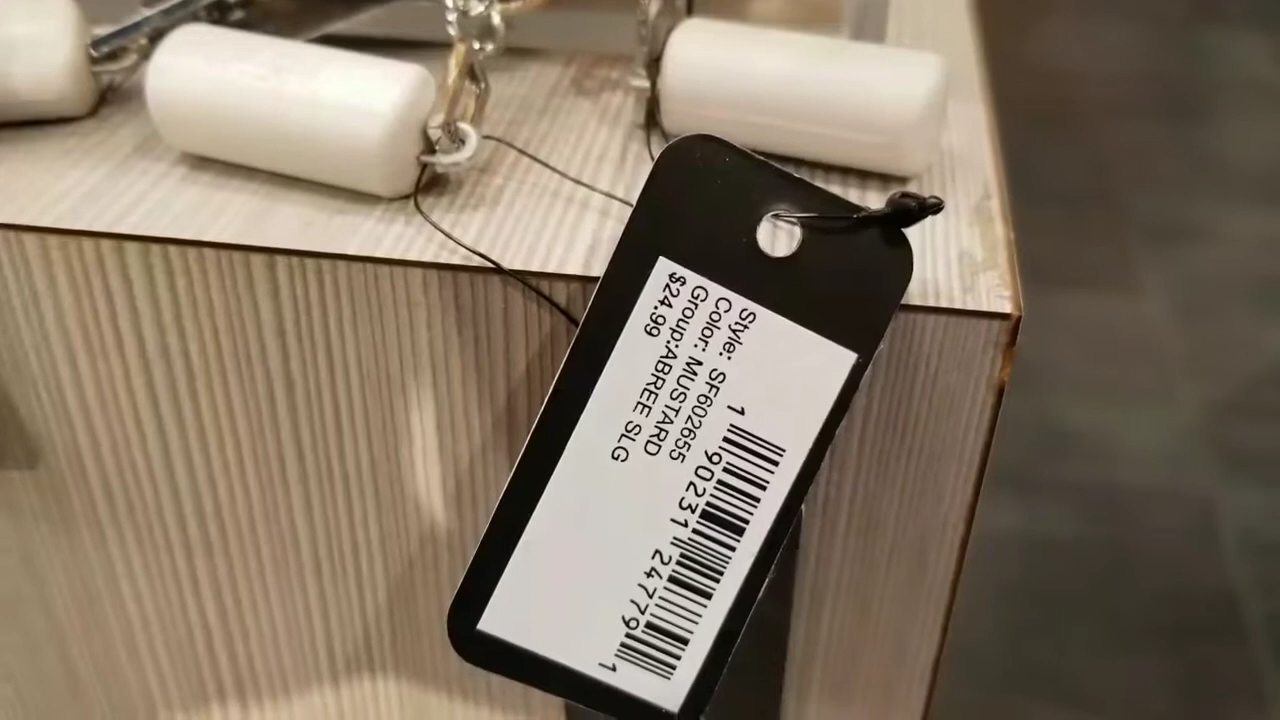 Style: SF602655
Color: MUSTARD
Group:ABREE SLG
$24.99
1 90231 24779 1